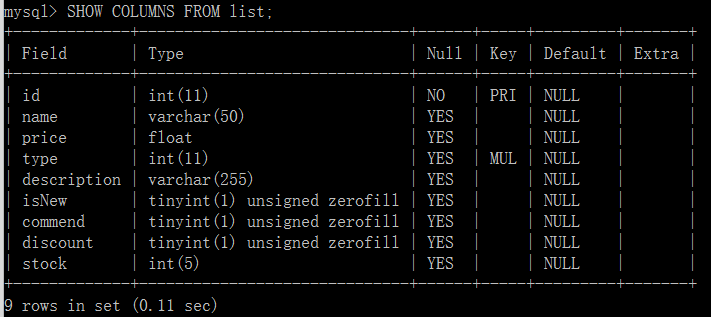 mysql> SHOW COLUMNS FROM list;
+-------------+------------------------------+------+-----+---------+-------+
| Field       | Type                         | Null | Key | Default | Extra |
+-------------+------------------------------+------+-----+---------+-------+
| id          | int(11)                      | NO   | PRI | NULL    |       |
| name        | varchar(50)                  | YES  |     | NULL    |       |
| price       | float                        | YES  |     | NULL    |       |
| type        | int(11)                      | YES  | MUL | NULL    |       |
| description | varchar(255)                 | YES  |     | NULL    |       |
| isNew       | tinyint(1) unsigned zerofill | YES  |     | NULL    |       |
| commend     | tinyint(1) unsigned zerofill | YES  |     | NULL    |       |
| discount    | tinyint(1) unsigned zerofill | YES  |     | NULL    |       |
| stock       | int(5)                       | YES  |     | NULL    |       |
+-------------+------------------------------+------+-----+---------+-------+
9 rows in set (0.11 sec)